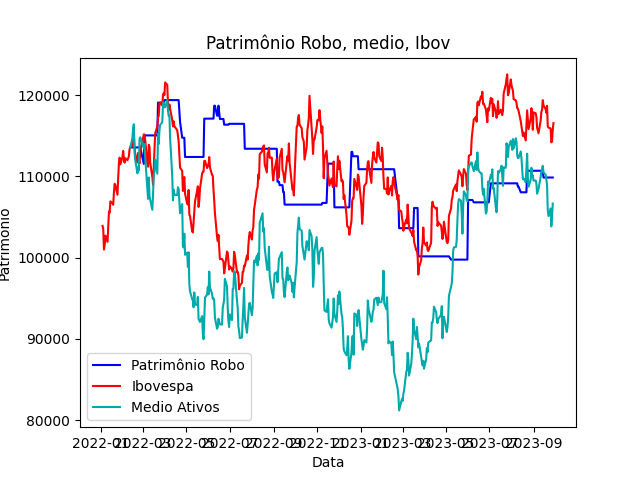 Patrimônio Robo, medio, Ibov
120000
110000
100000
90000
80000
Patrimonio
Patrimônio Robo
Ibovespa
Medio Ativos
2022-01 2022-03 2022-05 2022-07 2022-09 2022-11 2023-01 2023-03 2023-05 2023-07 2023-09
Data